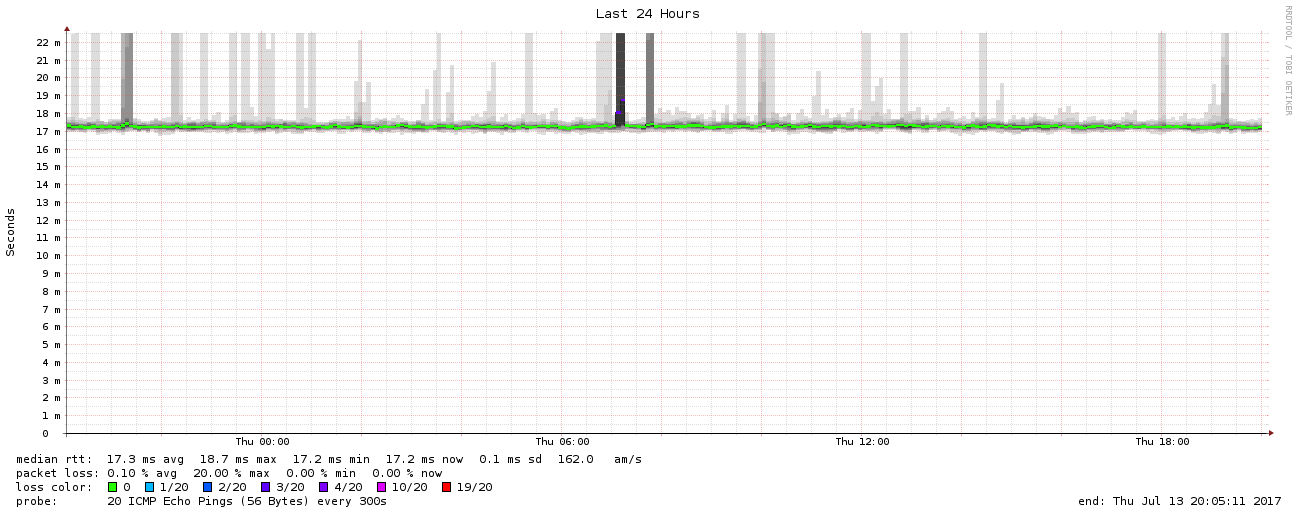 Last 24 Hours
RRDTOOL / TOBI OETIKER
Seconds
22 m
21 m
20 m
19 m
18 m
17 m
16 m
15 m
14 m
13 m
12 m
11 m
10 m
9 m
8 m
7 m
6 m
5 m
4 m
3 m
2 m
1 m
0
Thu 00:00 Thu 06:00 Thu 12:00 Thu 18:00
median rtt: 17.3 ms avg 18.7 ms max 17.2 ms min 17.2 ms now 0.1 ms sd 162.0 am/s
packet loss: 0.10 % avg 20.00 % max 0.00 % min 0.00 % now
loss color: 0 1/20 2/20 3/20 4/20 10/20 19/20
probe: 20 ICMP Echo Pings (56 Bytes) every 300s end: Thu Jul 13 20:05:11 2017